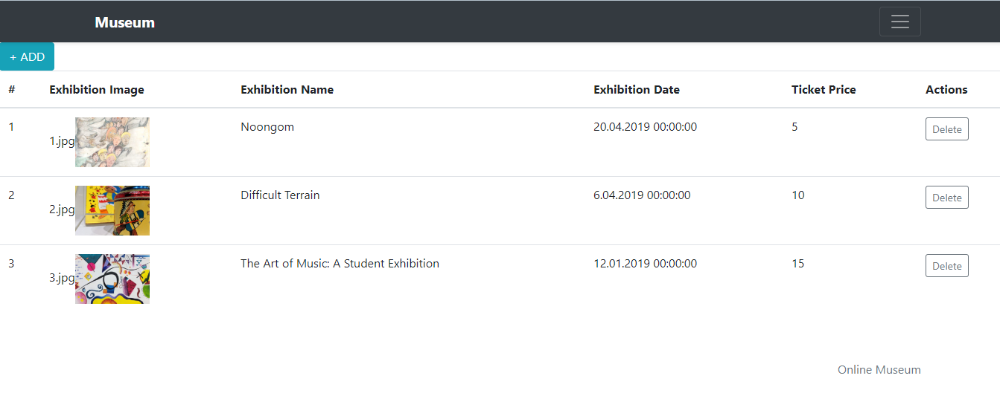 Museum
+ ADD
# Exhibition Image Exhibition Name Exhibition Date Ticket Price Actions
1 1.jpg Noongom 20.04.2019 00:00:00 5 Delete
2 2.jpg Difficult Terrain 6.04.2019 00:00:00 10 Delete
3 3.jpg The Art of Music: A Student Exhibition 12.01.2019 00:00:00 15 Delete
Online Museum